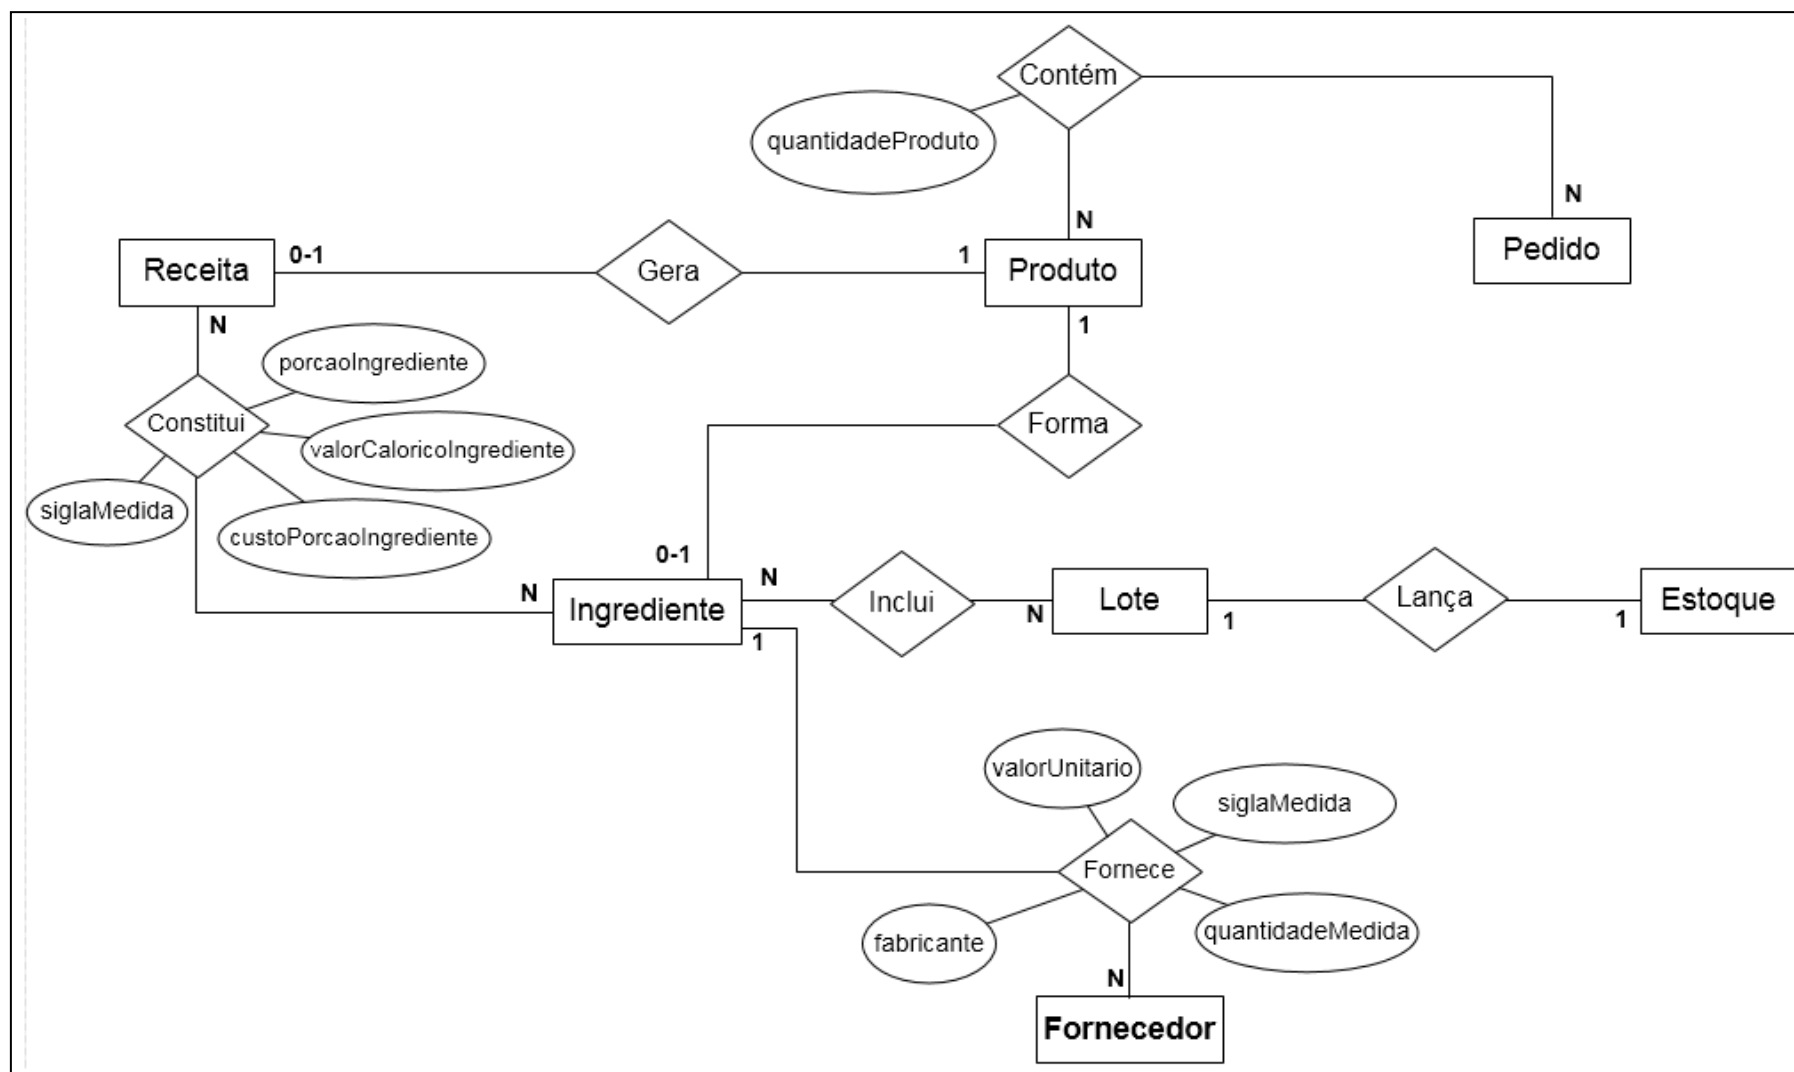 Contém
quantidadeProduto
N
N
Pedido
Receita
0-1
Gera
1
Produto
N
1
porcaoIngrediente
Constitui
valorCaloricoIngrediente
siglaMedida
custoPorcaoIngrediente
Forma
0-1
N
Ingrediente
N
1
Inclui
N
Lote
1
Lança
1
Estoque
valorUnitario
siglaMedida
Fornece
fabricante
quantidadeMedida
N
Fornecedor